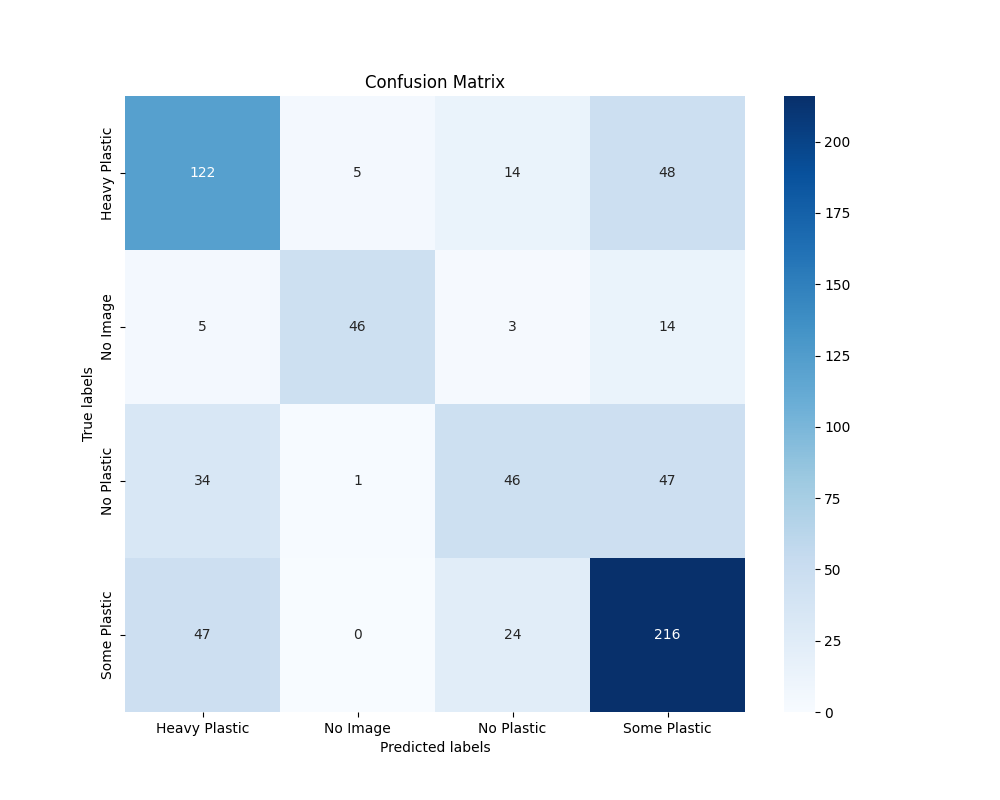 Confusion Matrix
Heavy Plastic
122 5 14 48
No Image
5 46 3 14
No Plastic
34 1 46 47
Some Plastic
47 0 24 216
True labels
Heavy Plastic No Image No Plastic Some Plastic
Predicted labels
200
175
150
125
100
75
50
25
0